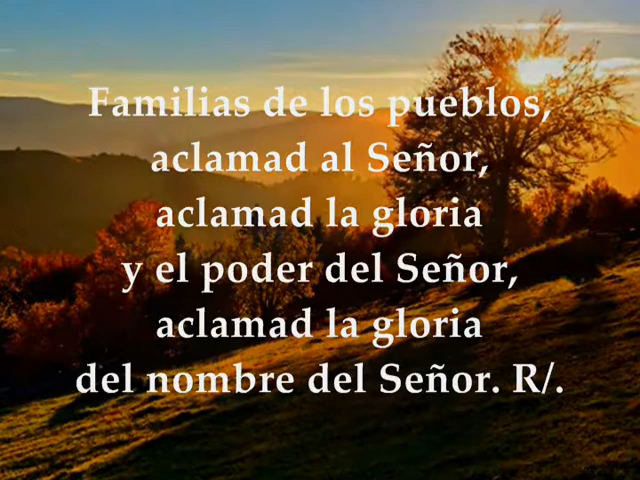 Familias de los pueblos,
aclamad al Señor,
aclamad la gloria
y el poder del Señor,
aclamad la gloria
del nombre del Señor. R/.